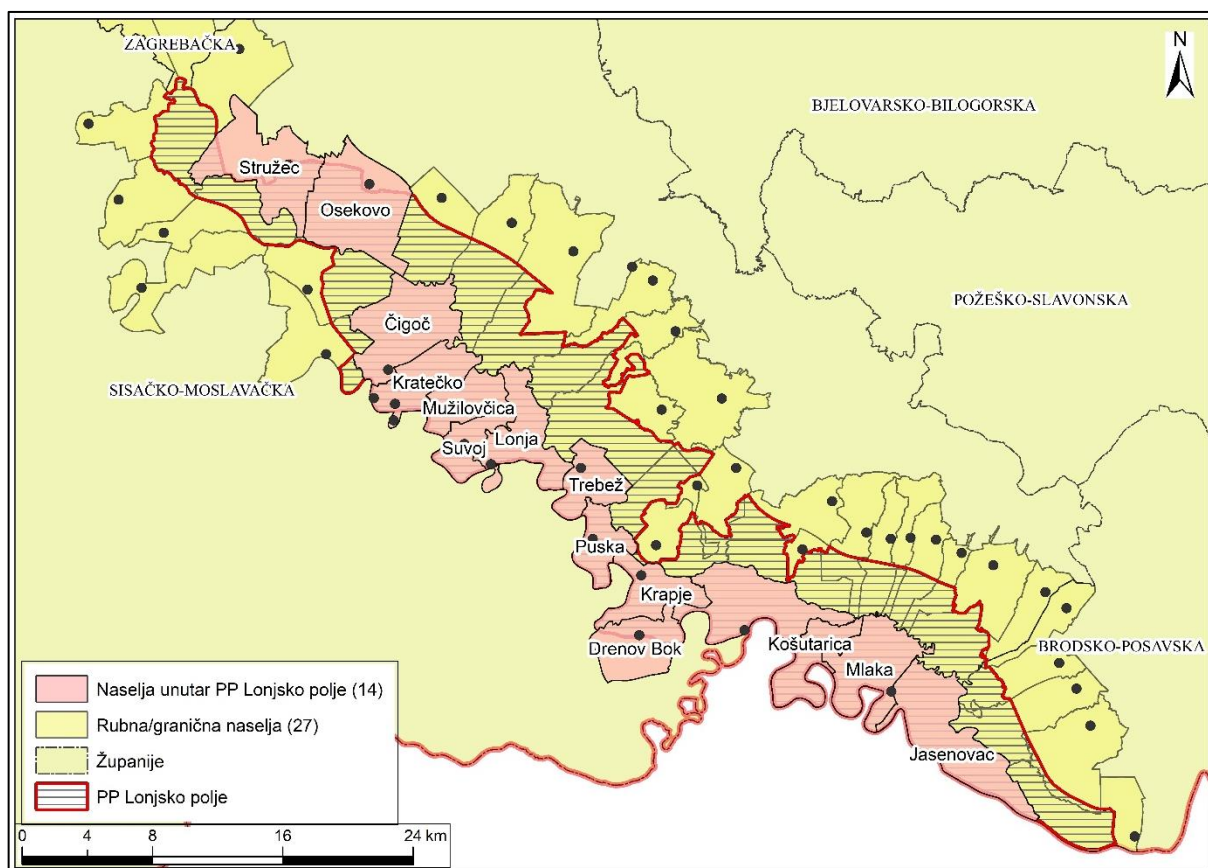 ZAGREBAČKA
N
BJELOVARSKO-BILOGORSKA
Stružec
Osekovo
POŽEŠKO-SLAVONSKA
Čigoč
SISAČKO-MOSLAVAČKA
Kratečko
Mužilovčica
Suvoj
Lonja
Trebež
Puska
Krapje
Drenov Bok
Košutarica
Mlaka
BRODSKO-POSAVSKA
Jasenovac
Naselja unutar PP Lonjsko polje (14)
Rubna/granična naselja (27)
Županije
PP Lonjsko polje
0 4 8 16 24 km